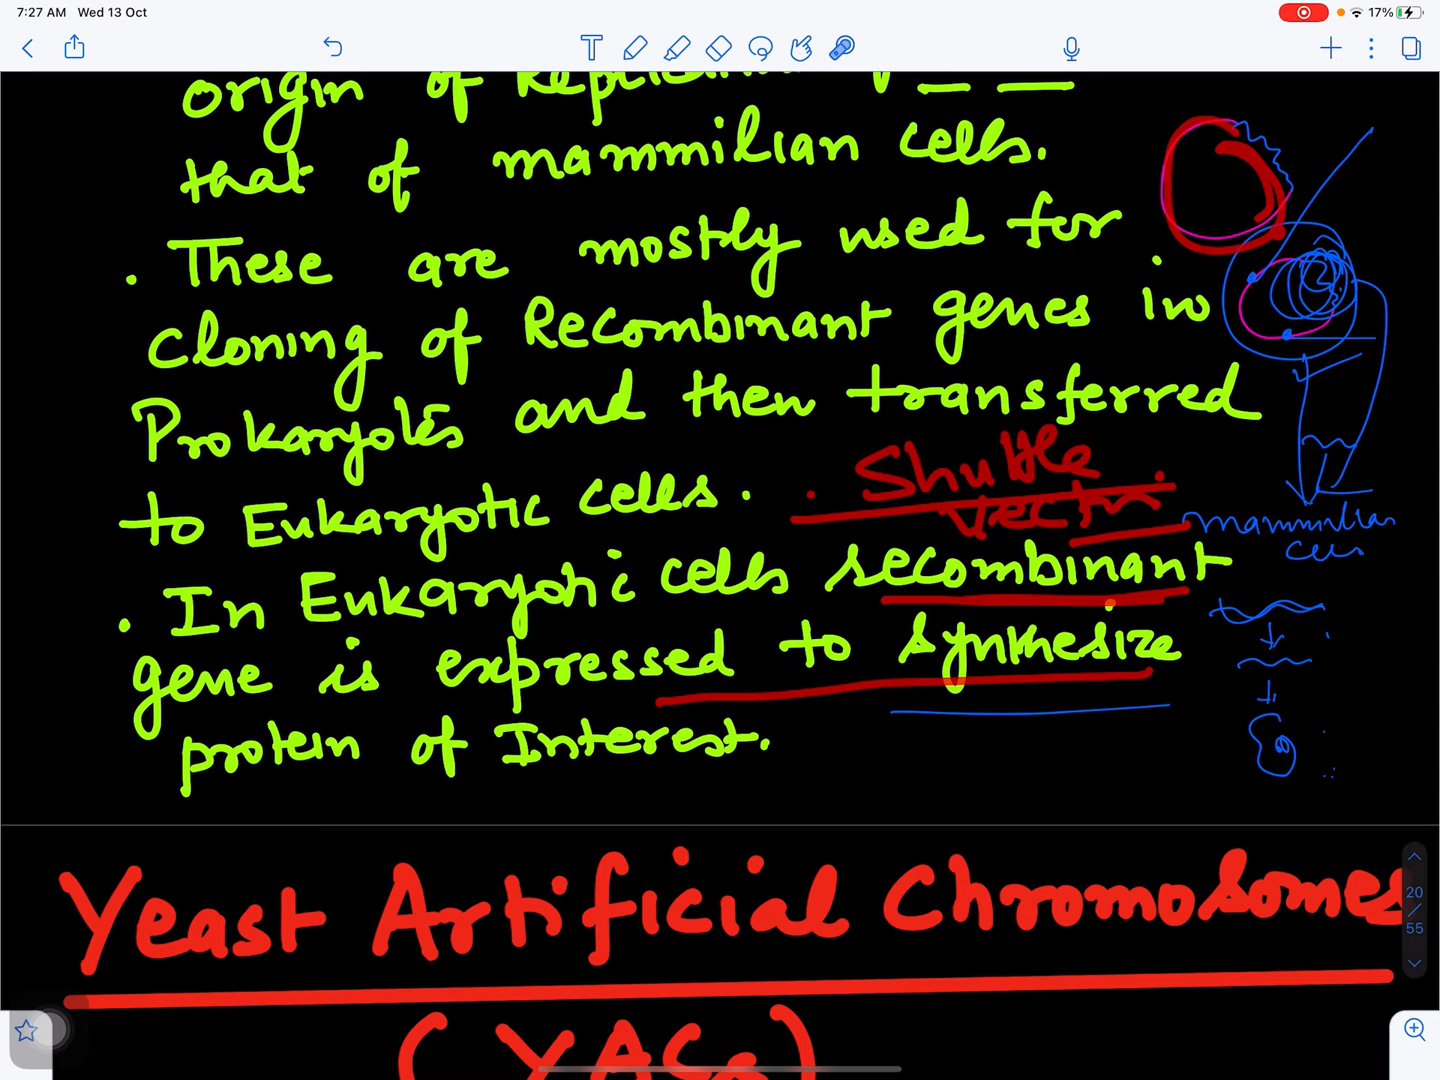 7:27 AM Wed 13 Oct
17%
origin of
that of mammilian cells.
. These are mostly used for
cloning of Recombinant genes in
Prokaryotes and then transferred
to Eukaryotic cells.
. Shuttle
Vector.
mammilian
. In Eukaryotic cells recombinant
gene is expressed to synthesize
protein of Interest.
Yeast Artificial Chromosomes
(YACs)
20
/
55